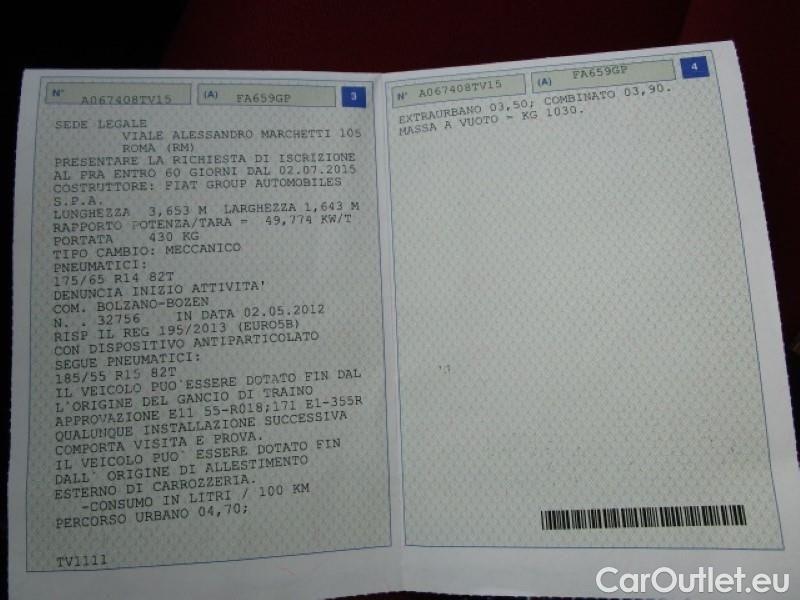 N° A067408TV15 (A) FA659GP 3
SEDE LEGALE
VIALE ALESSANDRO MARCHETTI 105
ROMA (RM)
PRESENTARE LA RICHIESTA DI ISCRIZIONE
AL PRA ENTRO 60 GIORNI DAL 02.07.2015
COSTRUTTORE: FIAT GROUP AUTOMOBILES
S.P.A.
LUNGHEZZA 3,653 M LARGHEZZA 1,643 M
RAPPORTO POTENZA/TARA = 49,774 KW/T
PORTATA 430 KG
TIPO CAMBIO: MECCANICO
PNEUMATICI:
175/65 R14 82T
DENUNCIA INIZIO ATTIVITA'
COM. BOLZANO-BOZEN
N. . 32756 IN DATA 02.05.2012
RISP IL REG 195/2013 (EURO5B)
CON DISPOSITIVO ANTIPARTICOLATO
SEGUE PNEUMATICI:
185/55 R15 82T
IL VEICOLO PUO'ESSERE DOTATO FIN DAL
L'ORIGINE DEL GANCIO DI TRAINO
APPROVAZIONE E11 55-R018;171 E1-355R
QUALUNQUE INSTALLAZIONE SUCCESSIVA
COMPORTA VISITA E PROVA.
IL VEICOLO PUO' ESSERE DOTATO FIN
DALL' ORIGINE DI ALLESTIMENTO
ESTERNO DI CARROZZERIA.
-CONSUMO IN LITRI / 100 KM
PERCORSO URBANO 04,70;
TV1111
N° A067408TV15 (A) FA659GP 4
EXTRAURBANO 03,50; COMBINATO 03,90.
MASSA A VUOTO = KG 1030.
CarOutlet.eu